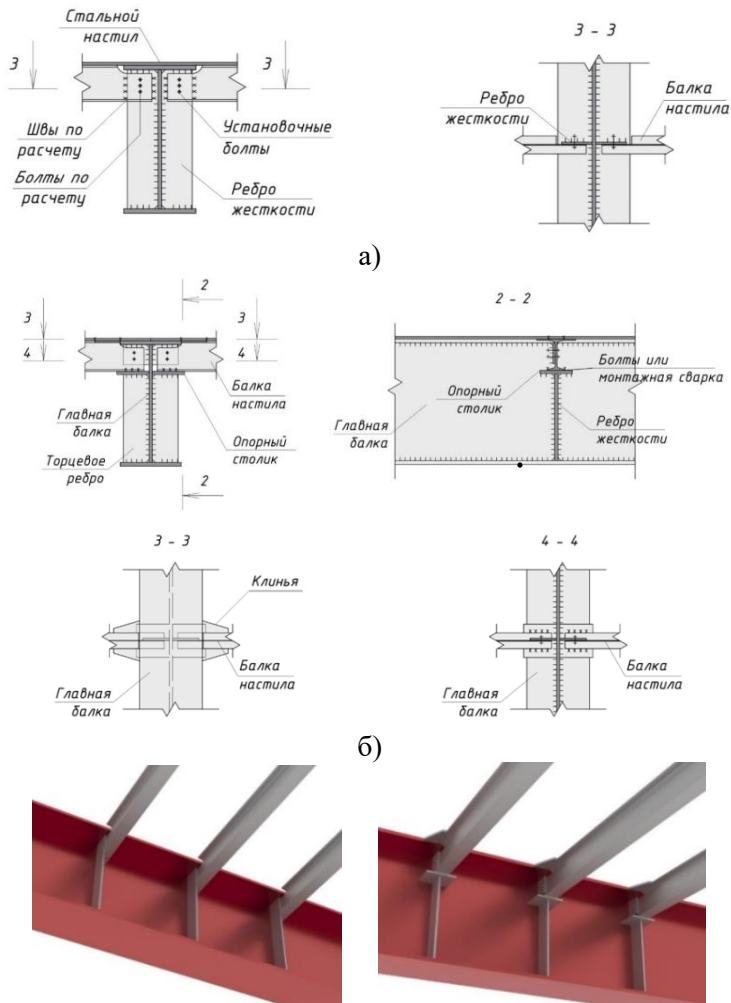 Стальной
настил
3
3
Швы по
расчету
Болты по
расчету
Установочные
болты
Ребро
жесткости
3 - 3
Ребро
жесткости
Балка
настила
а)
2
3
3
4
4
Балка
настила
Главная
балка
Опорный
столик
Торцевое
ребро
2
2 - 2
Болты или
монтажная сварка
Опорный
столик
Главная
балка
Ребро
жесткости
3 - 3
Клинья
Балка
настила
Главная
балка
4 - 4
Балка
настила
Главная
балка
б)